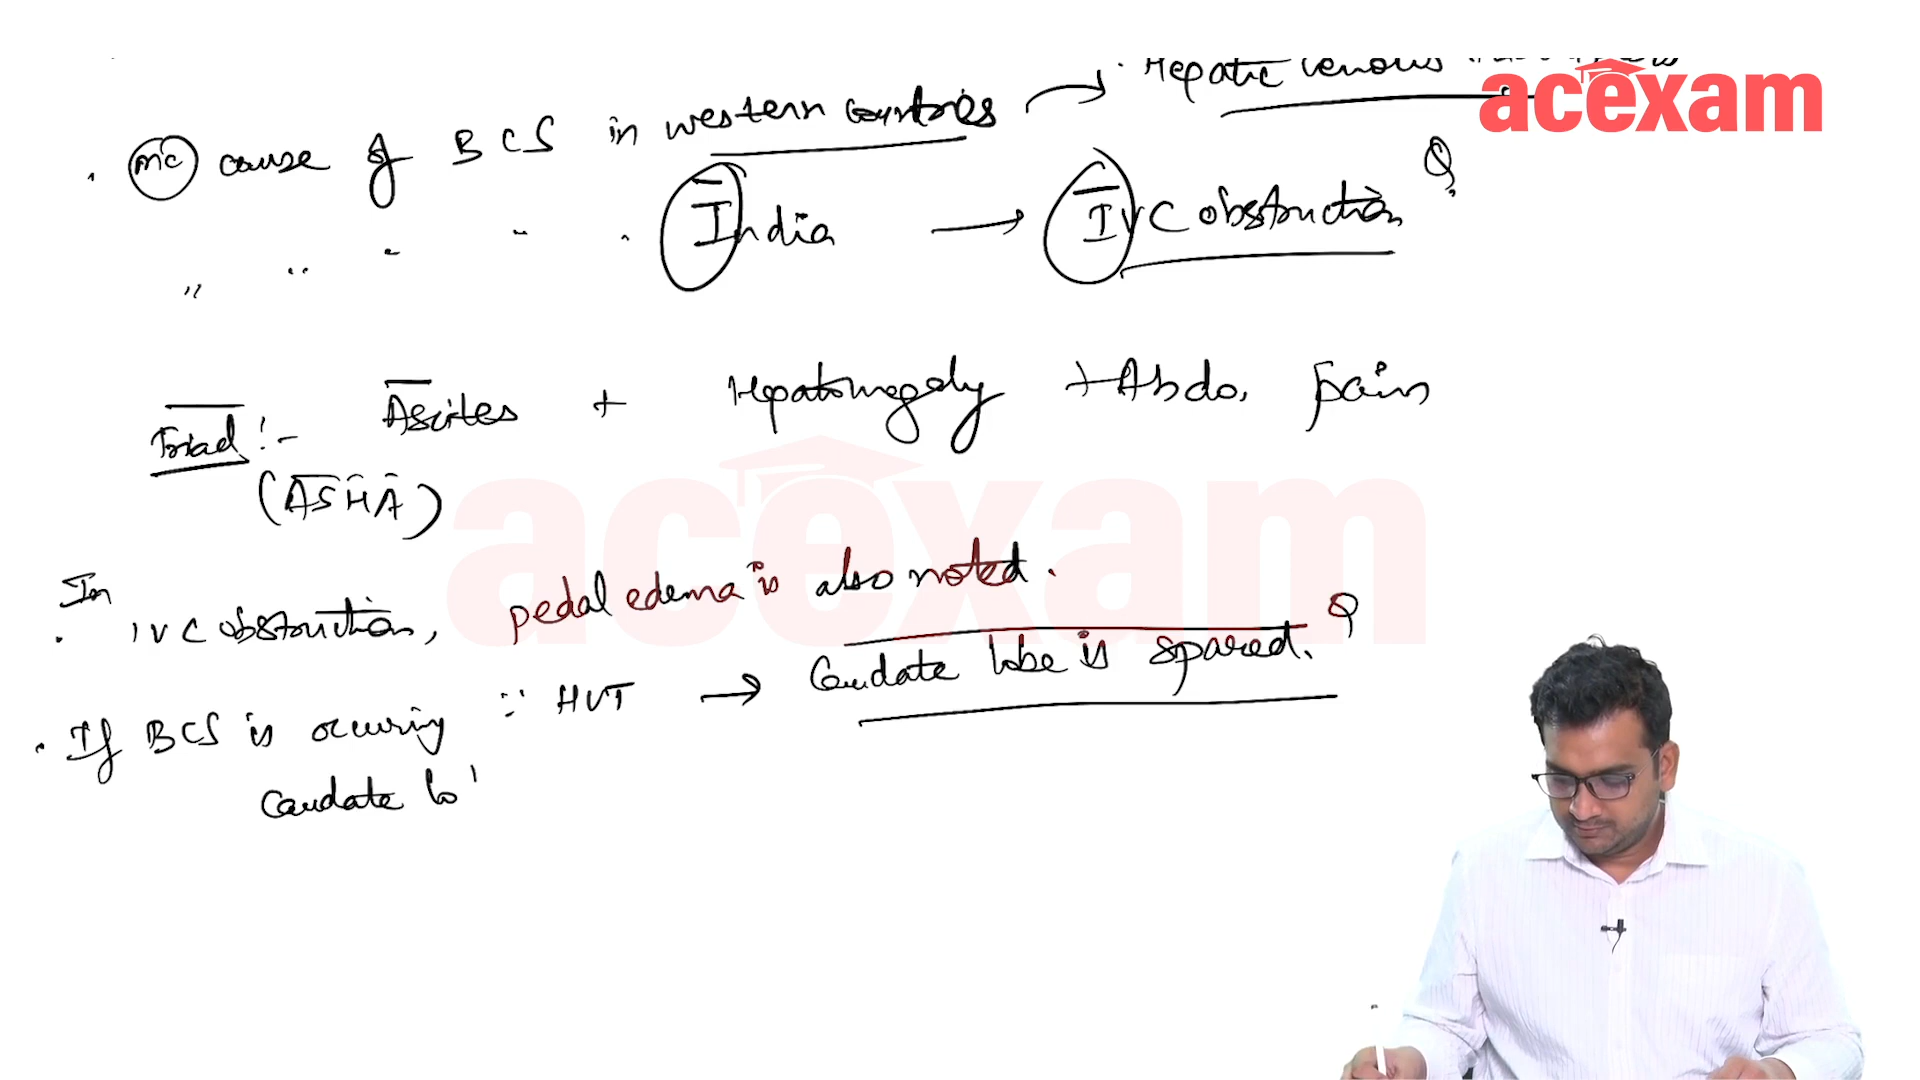 Hepatic venous
acexam
. mc cause of BCS in western countries →
Q
,, ,, " " . India → IVC obstruction
Triad :- Ascites + Hepatomegaly + Abdo. pain
(ASHA)
acexam
In
. IVC obstruction, pedal edema is also noted.
Q
. If BCS is occuring ∵ HVT → Caudate lobe is spared.
Caudate lo